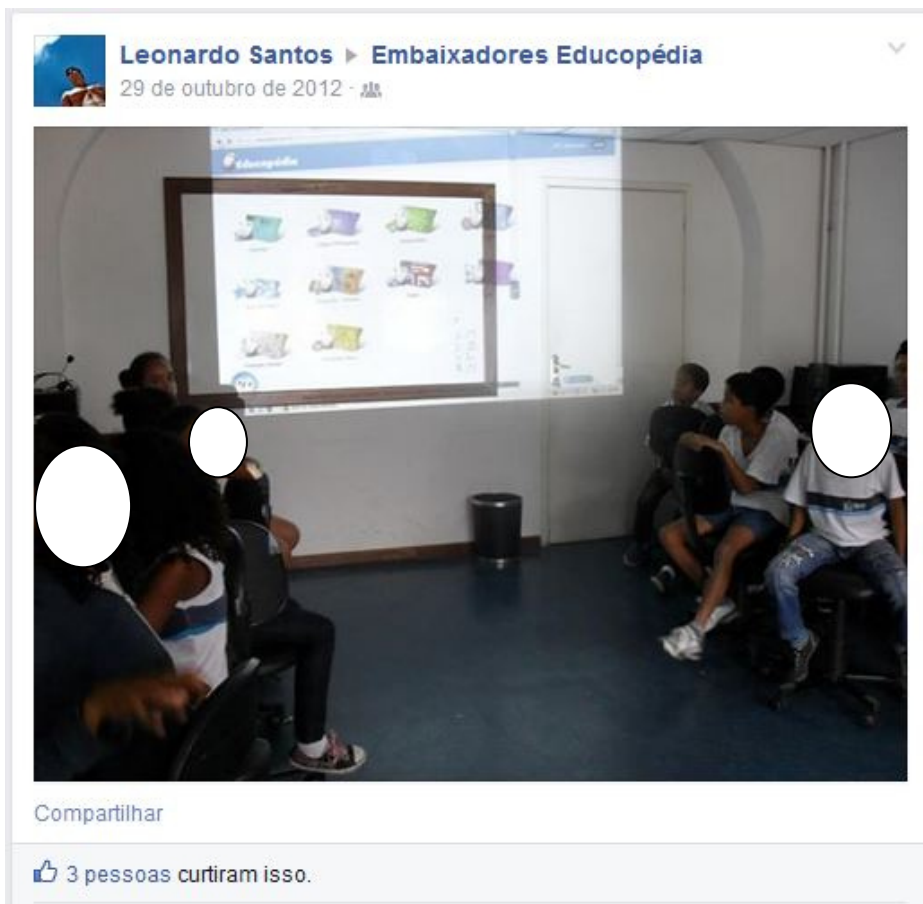 Leonardo Santos ▸ Embaixadores Educopédia
29 de outubro de 2012 ·
Educopédia
Compartilhar
3 pessoas curtiram isso.